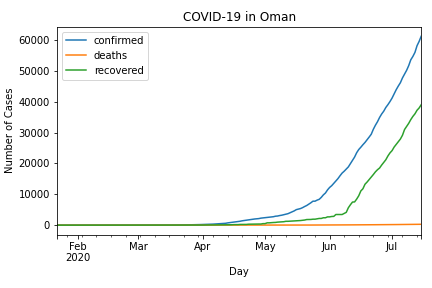 COVID-19 in Oman
confirmed
deaths
recovered
Number of Cases
60000
50000
40000
30000
20000
10000
0
Feb
2020
Mar
Apr
May
Jun
Jul
Day